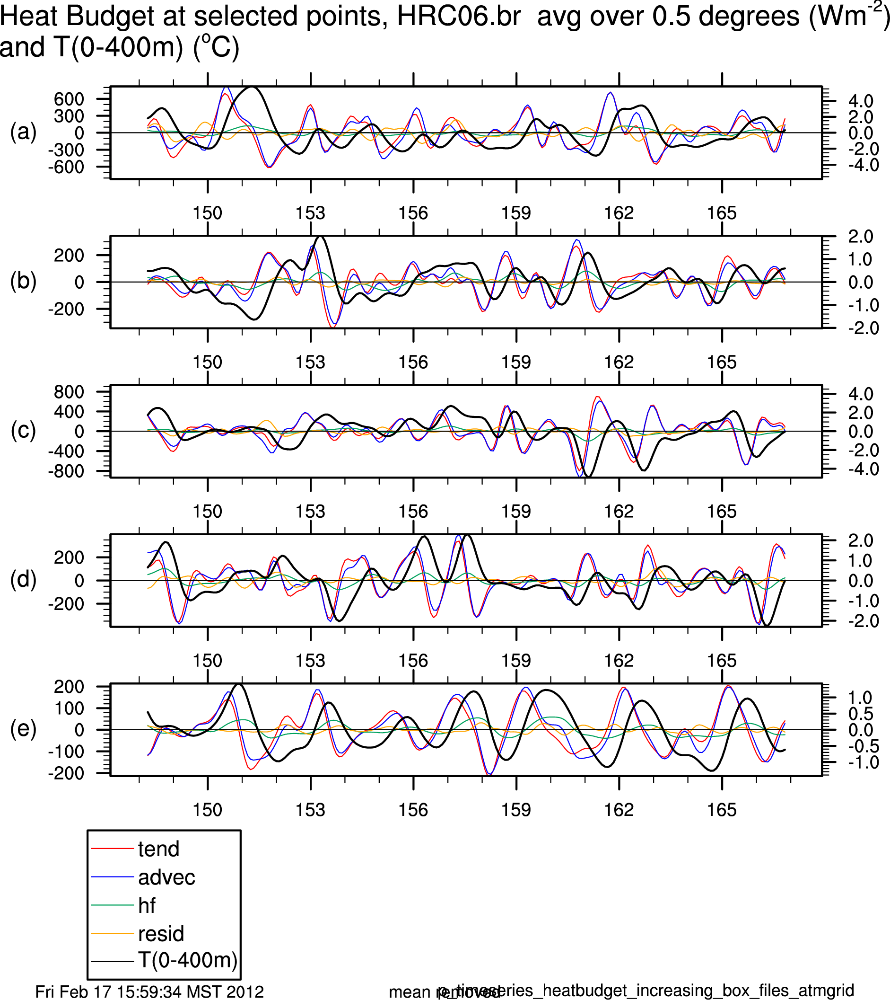 Heat Budget at selected points, HRC06.br avg over 0.5 degrees (Wm-2)
and T(0-400m) (oC)
(a)
600
300
0
-300
-600
4.0
2.0
0.0
-2.0
-4.0
150 153 156 159 162 165
(b)
200
0
-200
2.0
1.0
0.0
-1.0
-2.0
150 153 156 159 162 165
(c)
800
400
0
-400
-800
4.0
2.0
0.0
-2.0
-4.0
150 153 156 159 162 165
(d)
200
0
-200
2.0
1.0
0.0
-1.0
-2.0
150 153 156 159 162 165
(e)
200
100
0
-100
-200
1.0
0.5
0.0
-0.5
-1.0
150 153 156 159 162 165
tend
advec
hf
resid
T(0-400m)
Fri Feb 17 15:59:34 MST 2012 mean removed p_timeseries_heatbudget_increasing_box_files_atmgrid